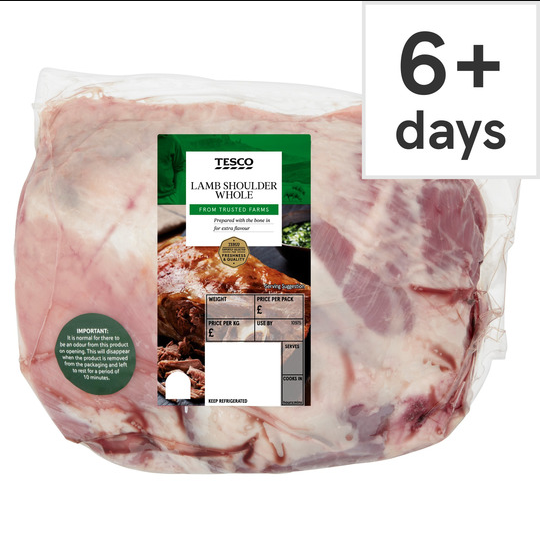 6+
days
TESCO
LAMB SHOULDER
WHOLE
FROM TRUSTED FARMS
Prepared with the bone in
for extra flavour
FRESHNESS
& QUALITY
Serving Suggestion
WEIGHT
PRICE PER PACK
£
PRICE PER KG
£
USE BY
SERVES
COOKS IN
KEEP REFRIGERATED
IMPORTANT:
It is normal for there to
be an odour from this product
on opening. This will disappear
when the product is removed
from the packaging and left
to rest for a period of
10 minutes.